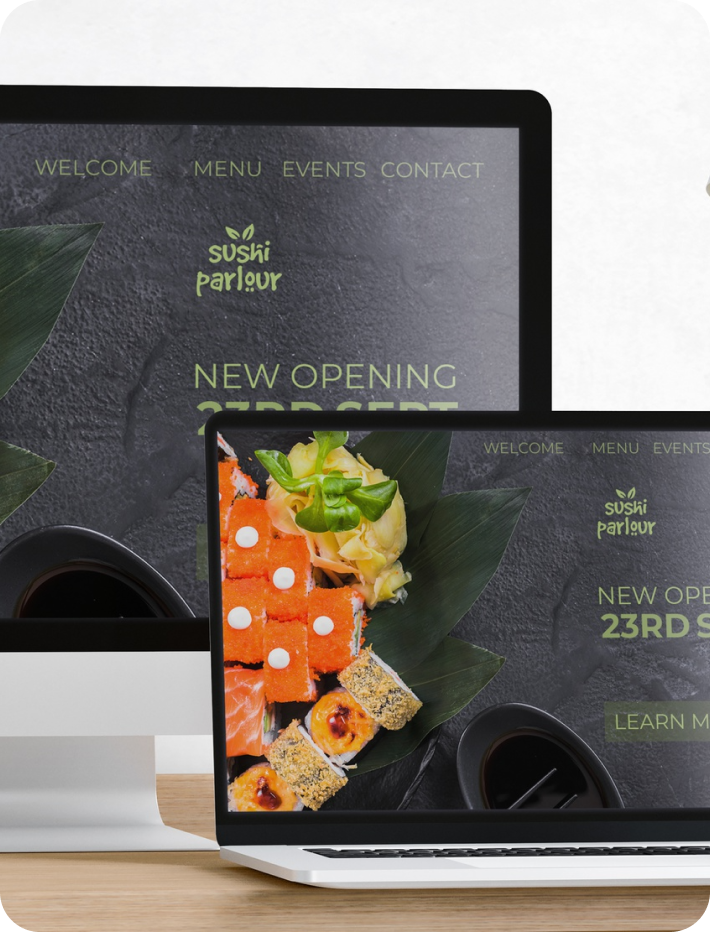 WELCOME MENU EVENTS CONTACT
sushi
parlour
NEW OPENING
23RD SEPT
WELCOME MENU EVENTS
sushi
parlour
NEW OPE
23RD S
LEARN M